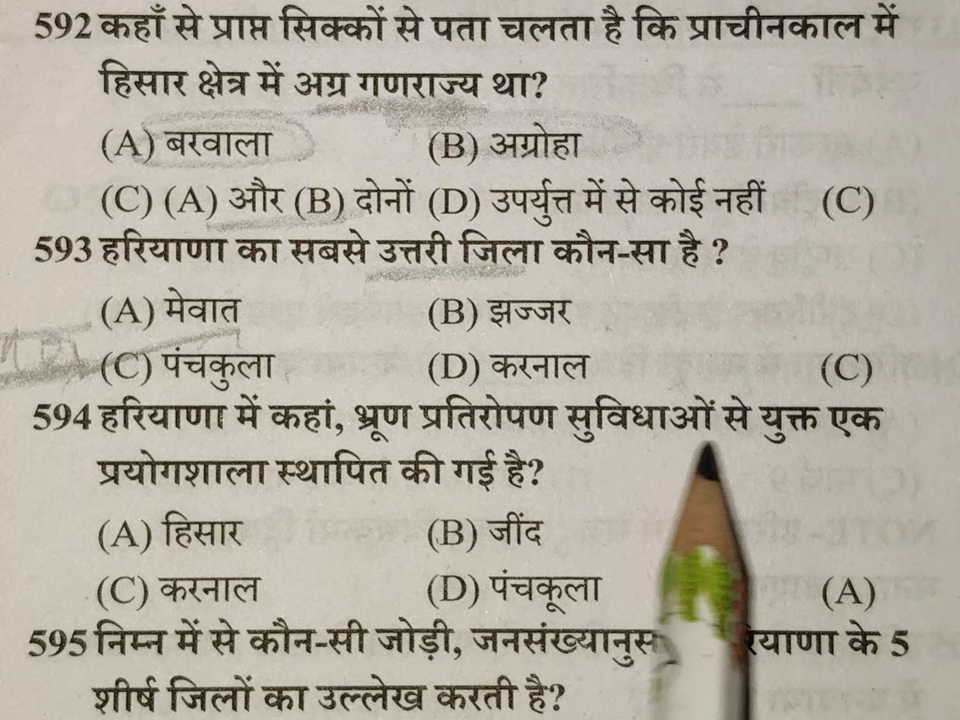 592 कहाँ से प्राप्त सिक्कों से पता चलता है कि प्राचीनकाल में
हिसार क्षेत्र में अग्र गणराज्य था?
(A) बरवाला (B) अग्रोहा
(C) (A) और (B) दोनों (D) उपर्युत्त में से कोई नहीं (C)
593 हरियाणा का सबसे उत्तरी जिला कौन-सा है ?
(A) मेवात (B) झज्जर
(C) पंचकुला (D) करनाल (C)
594 हरियाणा में कहां, भ्रूण प्रतिरोपण सुविधाओं से युक्त एक
प्रयोगशाला स्थापित की गई है?
(A) हिसार (B) जींद
(C) करनाल (D) पंचकूला (A)
595 निम्न में से कौन-सी जोड़ी, के 5
शीर्ष जिलों का उल्लेख करती है?